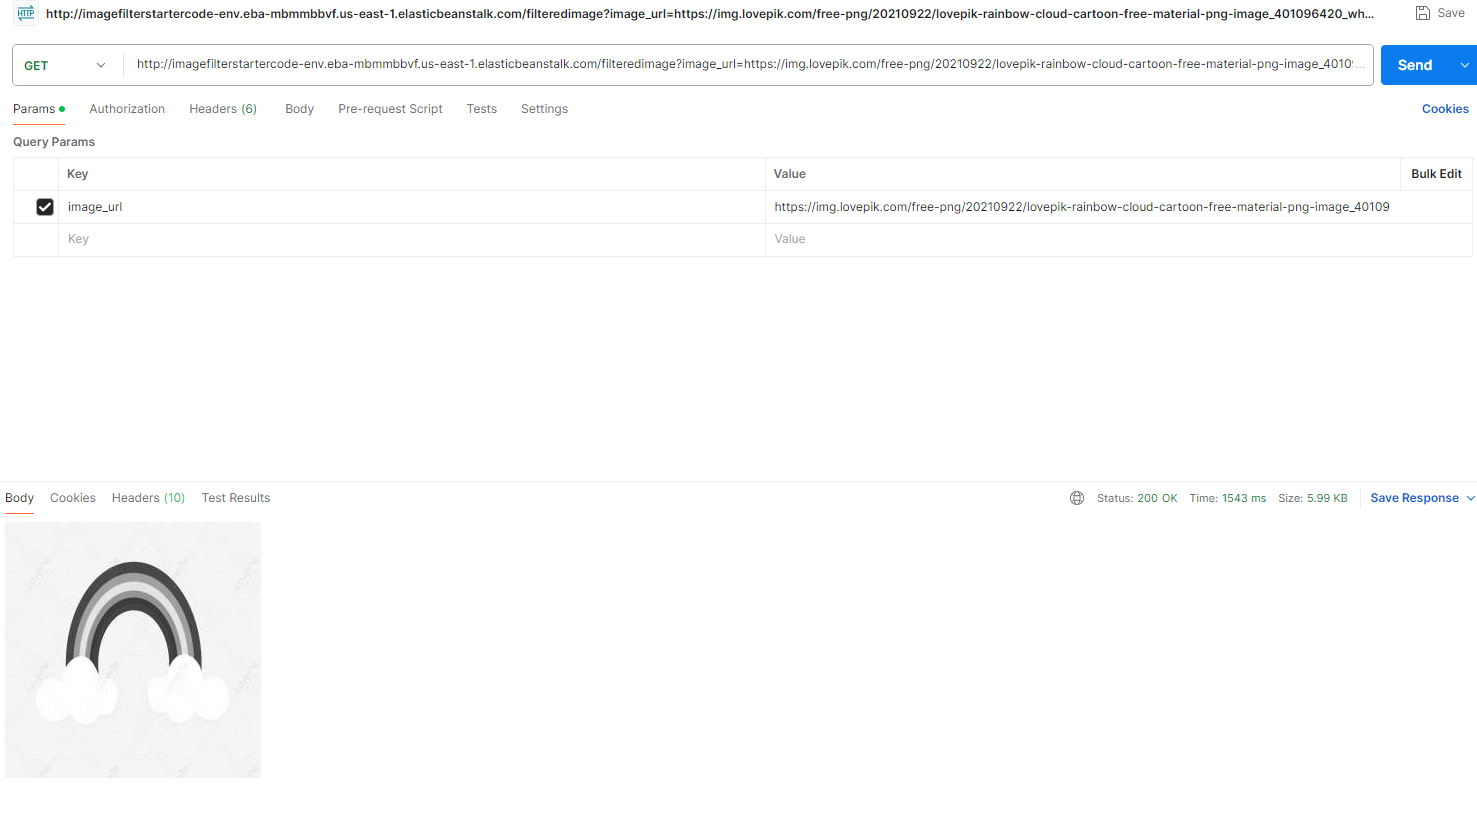 HTTP http://imagefilterstartercode-env.eba-mbmmbbvf.us-east-1.elasticbeanstalk.com/filteredimage?image_url=https://img.lovepik.com/free-png/20210922/lovepik-rainbow-cloud-cartoon-free-material-png-image_401096420_wh... Save
GET http://imagefilterstartercode-env.eba-mbmmbbvf.us-east-1.elasticbeanstalk.com/filteredimage?image_url=https://img.lovepik.com/free-png/20210922/lovepik-rainbow-cloud-cartoon-free-material-png-image_4010 ... Send
Params Authorization Headers (6) Body Pre-request Script Tests Settings Cookies
Query Params
Key Value Bulk Edit
image_url https://img.lovepik.com/free-png/20210922/lovepik-rainbow-cloud-cartoon-free-material-png-image_40109
Key Value
Body Cookies Headers (10) Test Results Status: 200 OK Time: 1543 ms Size: 5.99 KB Save Response